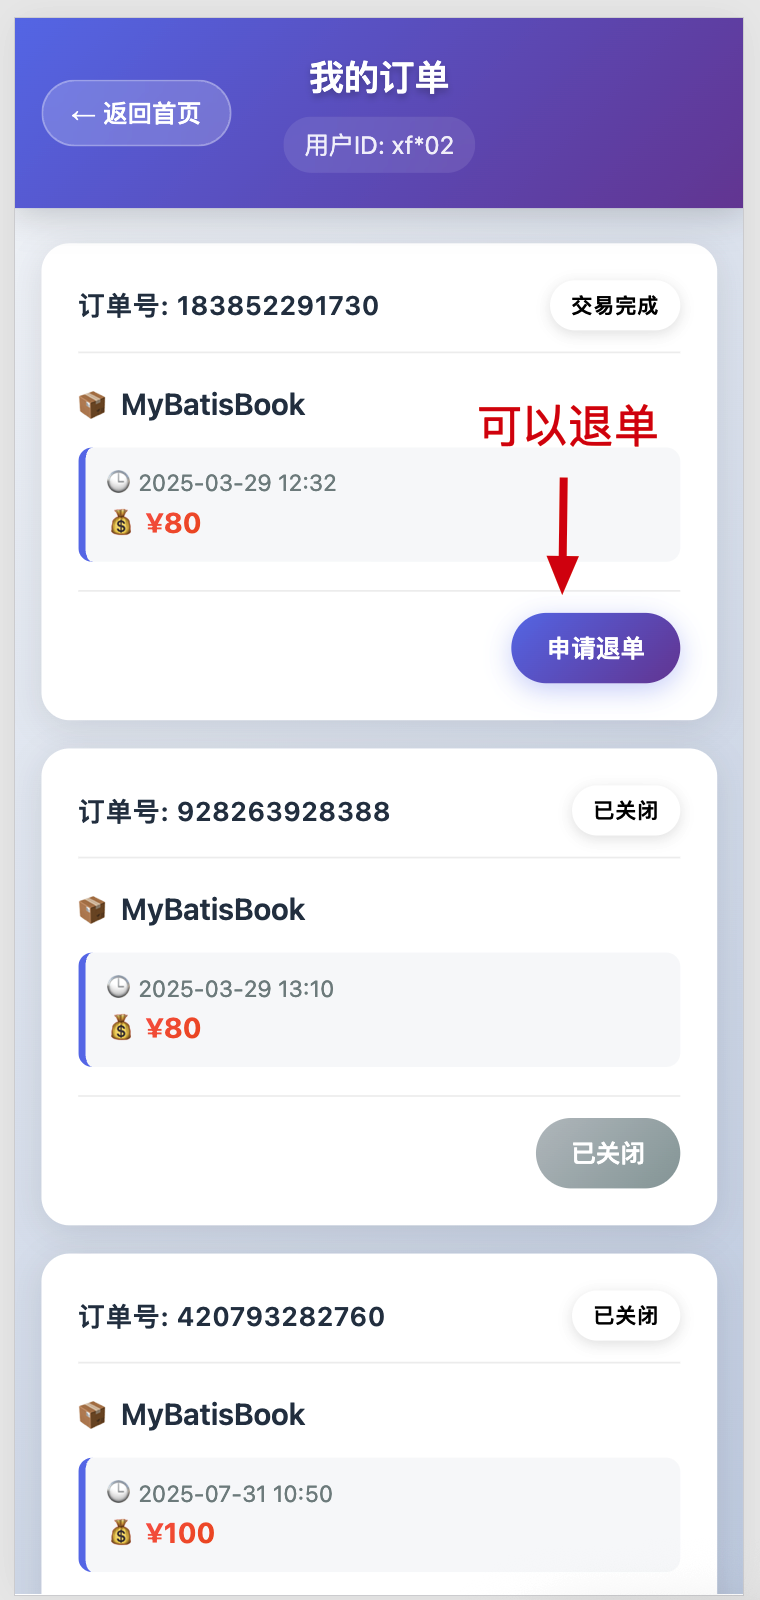 我的订单
← 返回首页
用户ID: xf*02
订单号: 183852291730
交易完成
MyBatisBook
可以退单
2025-03-29 12:32
¥80
申请退单
订单号: 928263928388
已关闭
MyBatisBook
2025-03-29 13:10
¥80
已关闭
订单号: 420793282760
已关闭
MyBatisBook
2025-07-31 10:50
¥100